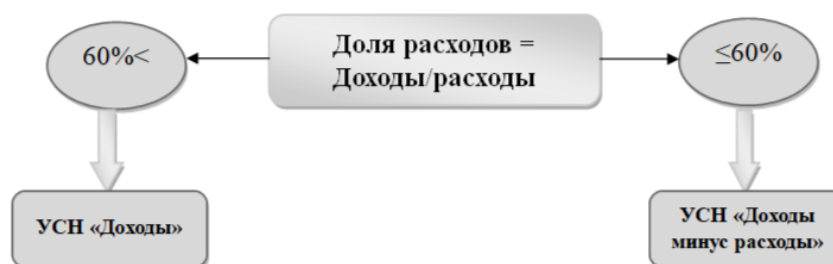 Доля расходов =
Доходы/расходы
60%<
≤60%
УСН «Доходы»
УСН «Доходы
минус расходы»